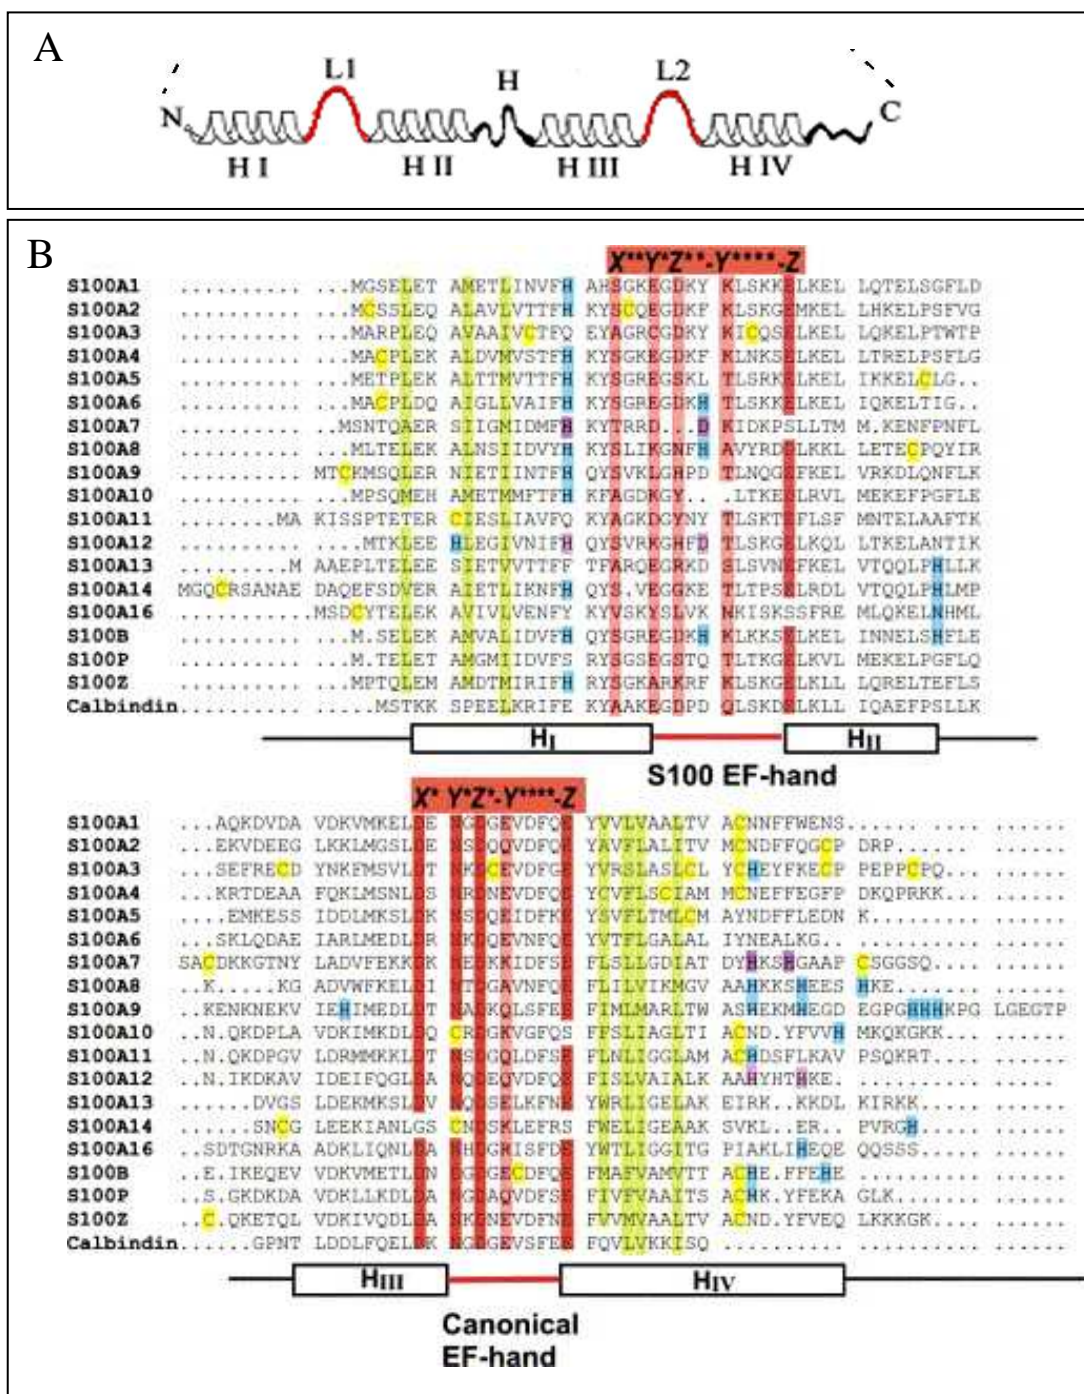 A
L1 H L2
N C
H I H II H III H IV
B
X**Y*Z**-Y****-Z
S100A1 .......... ...MGSELET AMETLINVFH AHSGKEGDKY KLSKKELKEL LQTELSGFLD
S100A2 .......... ...MCSSLEQ ALAVLVTTFH KYSCQEGDKF KLSKGEMKEL LHKELPSFVG
S100A3 .......... ...MARPLEQ AVAAIVCTFQ EYAGRCGDKY KICQSELKEL LQKELPTWTP
S100A4 .......... ...MACPLEK ALDVMVSTFH KYSGKEGDKF KLNKSELKEL LTRELPSFLG
S100A5 .......... ...METPLEK ALTTMVTTFH KYSGREGSKL TLSRKELKEL IKKELCLG..
S100A6 .......... ...MACPLDQ AIGLLVAIFH KYSGREGDKH TLSKKELKEL IQKELTIG..
S100A7 .......... ..MSNTQAERS IIGMIDMFH KYTRRD...D KIDKPSLLTM M.KENFPNFL
S100A8 .......... ...MLTELEK ALNSIIDVYH KYSLIKGNFH AVYRDDLKKL LETECPQYIR
S100A9 .......... MTCKMSQLER NIETIINTFH QYSVKLGHPD TLNQGEFKEL VRKDLQNFLK
S100A10 .......... ...MPSQMEH AMETMMFTFH KFAGDKGY.. .LTKESLRVL MEKEFPGFLE
S100A11 ........MA KISSPTETER CIESLIAVFQ KYAGKDGYNY TLSKTEFLSF MNTELAAFTK
S100A12 .......... ....MTKLEE HLEGIVNIFH QYSVRKGHFD TLSKGELKQL LTKELANTIK
S100A13 .........M AAEPLTELEE SIETVVTTFF TFARQEGRKD SLSVNEFKEL VTQQLPHLLK
S100A14 MGQCRSANAE DAQEFSDVER AIETLIKNFH QYS.VEGGKE TLTPSELRDL VTQQLPHLMP
S100A16 .......... ..MSDCYTELEK AVIVLVENFY KYVSKYSLVK NKISKSSFRE MLQKELNHML
S100B .......... ...M.SELEK AMVALIDVFH QYSGREGDKH KLKKSELKEL INNELSHFLE
S100P .......... ...M.TELET AMGMIIDVFS RYSGSEGSTQ TLTKGELKVL MEKELPGFLQ
S100Z .......... ...MPTQLEM AMDTMIRIFH RYSGKARKRF KLSKGELKLL LQRELTEFLS
Calbindin.......... .....MSTKK SPEELKRIFE KYAAKEGDPD QLSKDELKLL IQAEFPSLLK
HI HII
S100 EF-hand
X* Y*Z*-Y****-Z
S100A1 ...AQKDVDA VDKVMKELDE NGDGEVDFQE YVVLVAALTV ACNNFFWENS.......
S100A2 ...EKVDEEG LKKLMGSLDE NSDQQVDFQE YAVFLALITV MCNDFFQGCP DRP.......
S100A3 ...SEFRECD YNKFMSVLDT NKDCEVDFGE YVRSLASLCL YCHEYFKECP PEPPCPQ...
S100A4 ...KRTDEAA FQKLMSNLDS NRDNEVDFQE YCVFLSCIAM MCNEFFEGFP DKQPRKK...
S100A5 ....EMKESS IDDLMKSLDK NSDQEIDFKE YSVFLTMLCM AYNDFFLEDN K.......
S100A6 ...SKLQDAE IARLMEDLDR NKDQEVNFQE YVTFLGALAL IYNEALKG..
S100A7 SACDKKGTNY LADVFEKKDK NEDKKIDFSE FLSLLGDIAT DYHKSHGAAP CSGGSQ....
S100A8 ..K.....KG ADVWFKELDI NTDGAVNFQE FLILVIKMGV AAHKKSHEES HKE.......
S100A9 ..KENKNEKV IEHIMEDLDT NADKQLSFEE FIMLMARLTW ASHEKMHEGD EGPGHHHKPG LGEGTP
S100A10 ..N.QKDPLA VDKIMKDLDQ CRDGKVGFQS FFSLIAGLTI ACND.YFVVH MKQKGKK...
S100A11 ..N.QKDPGV LDRMMKKLDT NSDGQLDFSE FLNLIGGLAM ACHDSFLKAV PSQKRT....
S100A12 ..N.IKDKAV IDEIFQGLDA NQDEQVDFQE FISLVAIALK AAHYHTHKE.
S100A13 ......DVGS LDEKMKSLDV NQDSELKFNE YWRLIGELAK EIRK..KKDL KIRKK.....
S100A14 .....SNCG LEEKIANLGS CNDSKLEFRS FWELIGEAAK SVKL..ER.. PVRGH.....
S100A16 ..SDTGNRKA ADKLIQNLDA NHDGRISFDE YWTLIGGITG PIAKLIHEQE QQSSS.....
S100B ..E.IKEQEV VDKVMETLDN DGDGECDFQE FMAFVAMVTT ACHE.FFEHE
S100P ..S.GKDKDA VDKLLKDLDA NGDAQVDFSE FIVFVAAITS ACHK.YFEKA GLK.......
S100Z ..C.QKETQL VDKIVQDLDA NKDNEVDFNE FVVMVAALTV ACND.YFVEQ LKKKGK....
Calbindin......GPNT LDDLFQELDK NGDGEVSFEE FQVLVKKISQ ..........
HIII HIV
Canonical
EF-hand